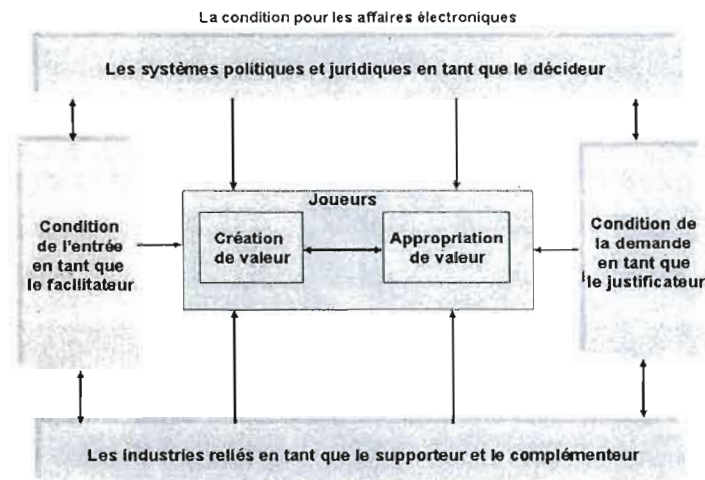 La condition pour les affaires électroniques
Les systèmes politiques et juridiques en tant que le décideur
Joueurs
Condition
de l'entrée
en tant que
le facilitateur
Création
de valeur
Appropriation
de valeur
Condition de
la demande
en tant que
le justificateur
Les industries reliés en tant que le supporteur et le complémenteur